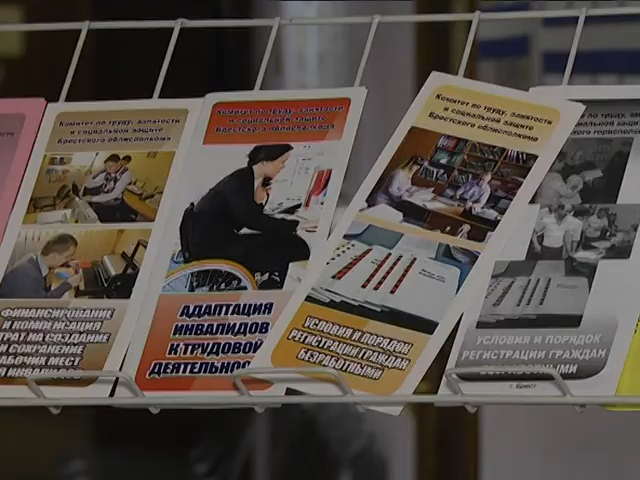 Комитет по труду, занятости
и социальной защите
Брестского облисполкома
ФИНАНСИРОВАНИЕ
И КОМПЕНСАЦИЯ
ЗАТРАТ НА СОЗДАНИЕ
И СОХРАНЕНИЕ
РАБОЧИХ МЕСТ
Комитет по труду, занятости
и социальной защите
Брестского облисполкома
АДАПТАЦИЯ
ИНВАЛИДОВ
К ТРУДОВОЙ
ДЕЯТЕЛЬНОС
Комитет по труду, занятости
и социальной защите
Брестского облисполкома
УСЛОВИЯ И ПОРЯДОК
РЕГИСТРАЦИИ ГРАЖДАН
БЕЗРАБОТНЫМИ
УСЛОВИЯ И ПОРЯДОК
РЕГИСТРАЦИИ ГРАЖДАН
БЕЗРАБОТНЫМИ
г. Брест